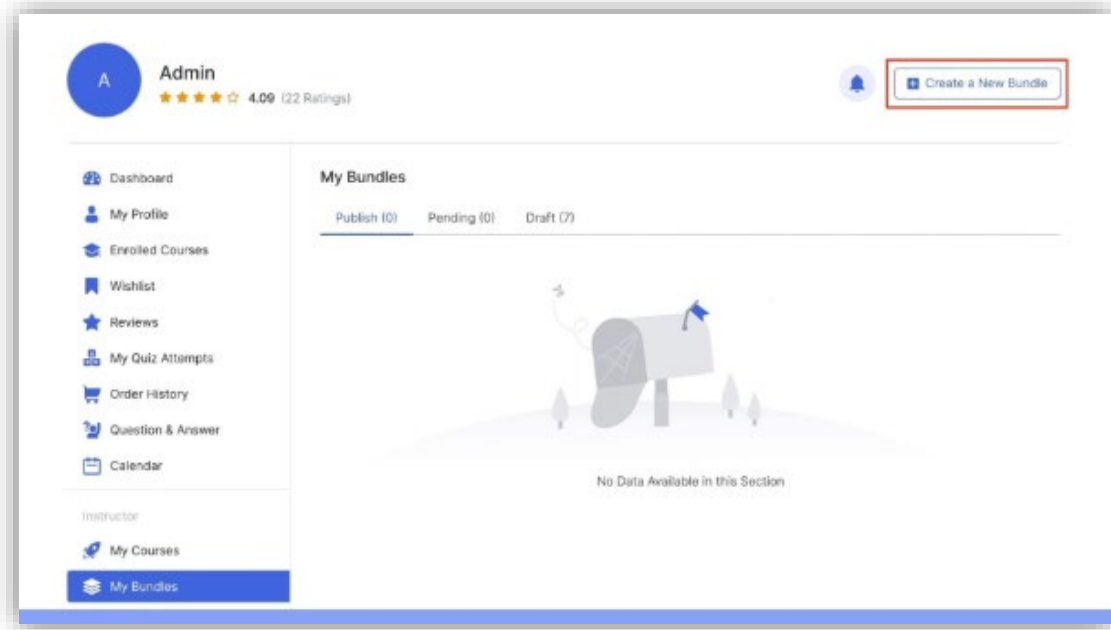 A
Admin
4.09 (22 Ratings)
Create a New Bundle
Dashboard
My Profile
Enrolled Courses
Wishlist
Reviews
My Quiz Attempts
Order History
Question & Answer
Calendar
Instructor
My Courses
My Bundles
My Bundles
Publish (0) Pending (0) Draft (7)
No Data Available in this Section